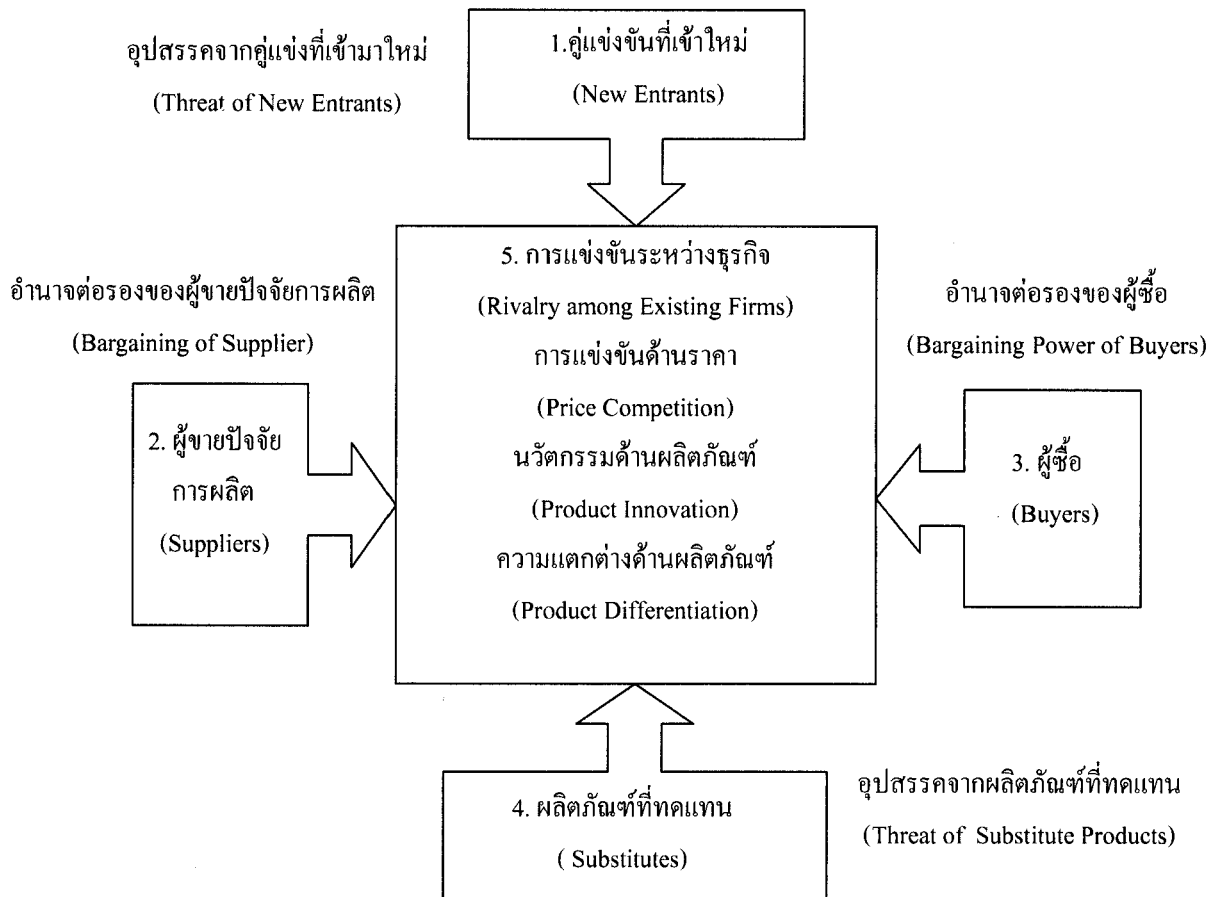 อุปสรรคจากคู่แข่งที่เข้ามาใหม่
(Threat of New Entrants)
1.คู่แข่งขันที่เข้าใหม่
(New Entrants)
อำนาจต่อรองของผู้ขายปัจจัยการผลิต
(Bargaining of Supplier)
2. ผู้ขายปัจจัย
การผลิต
(Suppliers)
5. การแข่งขันระหว่างธุรกิจ
(Rivalry among Existing Firms)
การแข่งขันด้านราคา
(Price Competition)
นวัตกรรมด้านผลิตภัณฑ์
(Product Innovation)
ความแตกต่างด้านผลิตภัณฑ์
(Product Differentiation)
อำนาจต่อรองของผู้ซื้อ
(Bargaining Power of Buyers)
3. ผู้ซื้อ
(Buyers)
4. ผลิตภัณฑ์ที่ทดแทน
( Substitutes)
อุปสรรคจากผลิตภัณฑ์ที่ทดแทน
(Threat of Substitute Products)